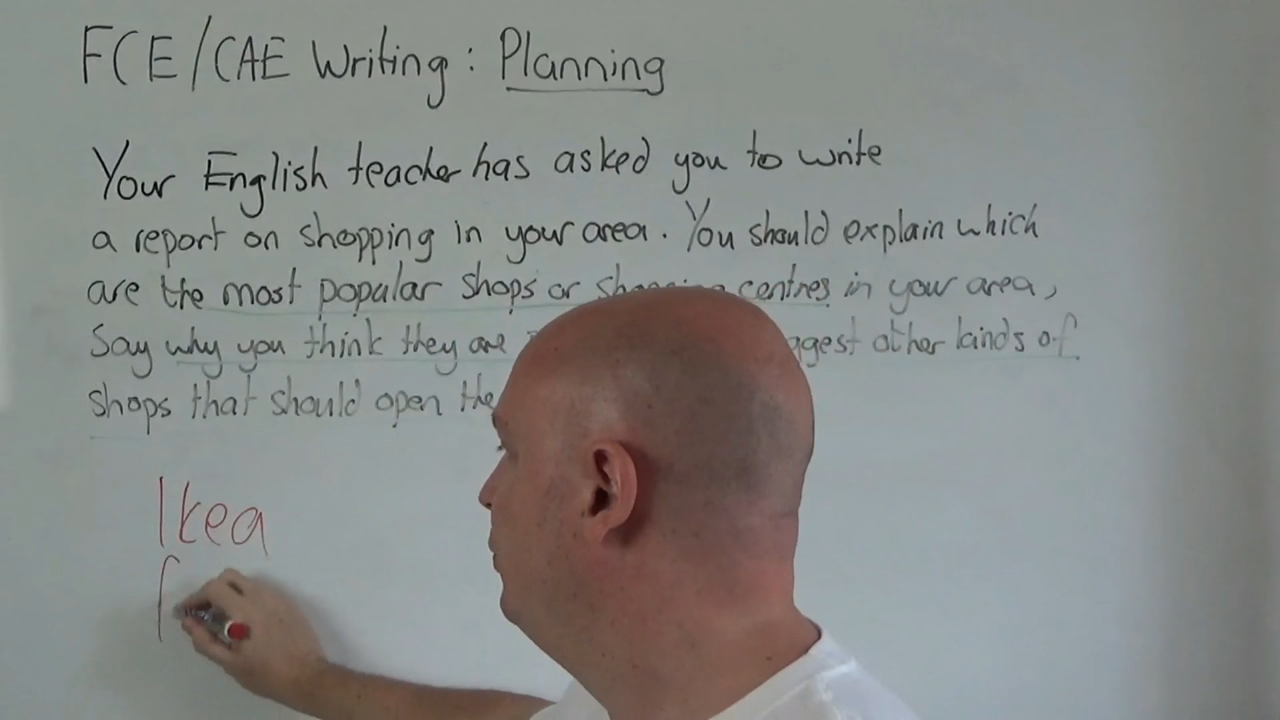 FCE/CAE Writing: Planning
Your English teacher has asked you to write
a report on shopping in your area. You should explain which
are the most popular shops or shopping centres in your area,
Say why you think they are other kinds of
shops that should open the
Ikea